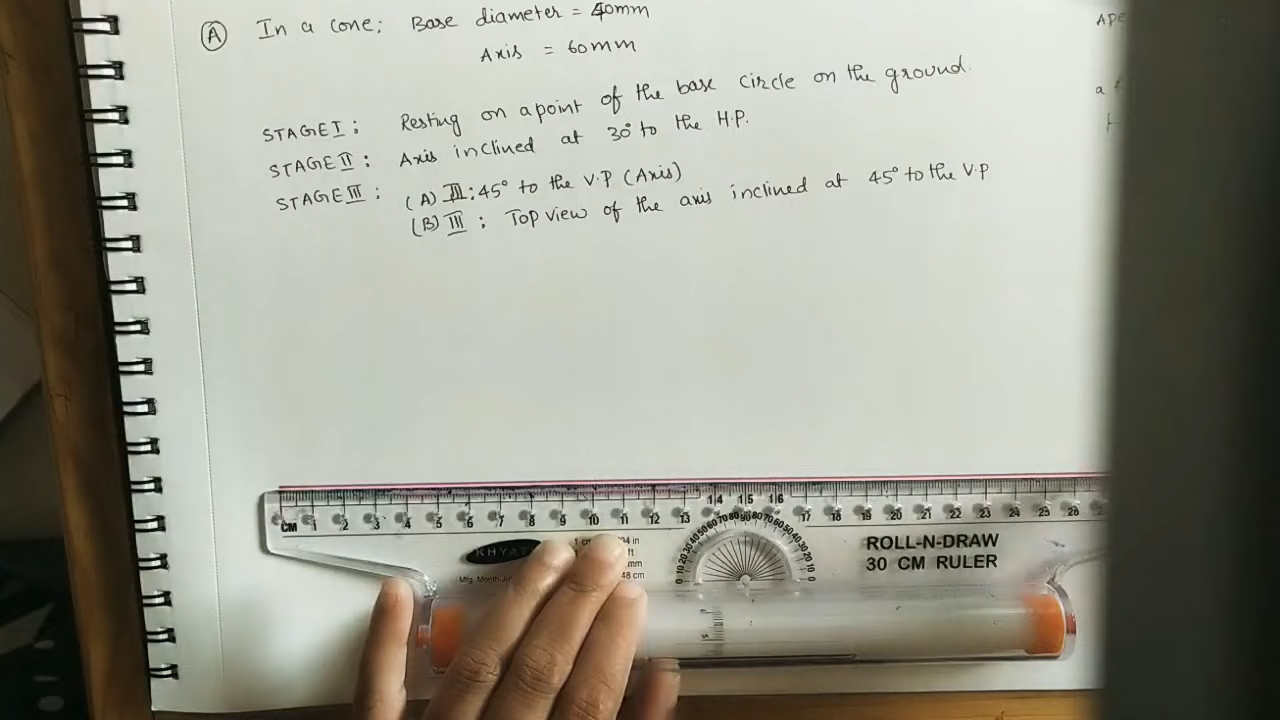 (A) In a cone: Base diameter = 40mm
Axis = 60mm
STAGE I: Resting on a point of the base circle on the ground.
STAGE II: Axis inclined at 30° to the H.P.
STAGE III: (A) III: 45° to the V.P (Axis)
(B) III: Top view of the axis inclined at 45° to the V.P
APE
a
CM 1 2 3 4 5 6 7 8 9 10 11 12 13 14 15 16 17 18 19 20 21 22 23 24 25 26
KHYAT
Mfg. Month
ROLL-N-DRAW
30 CM RULER